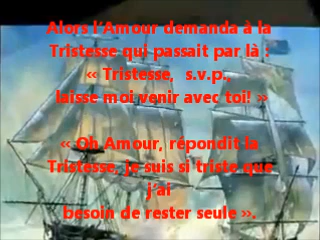 Alors l'Amour demanda à la
Tristesse qui passait par là :
« Tristesse, s.v.p.,
laisse moi venir avec toi! »
« Oh Amour, répondit la
Tristesse, je suis si triste que
j'ai
besoin de rester seule ».